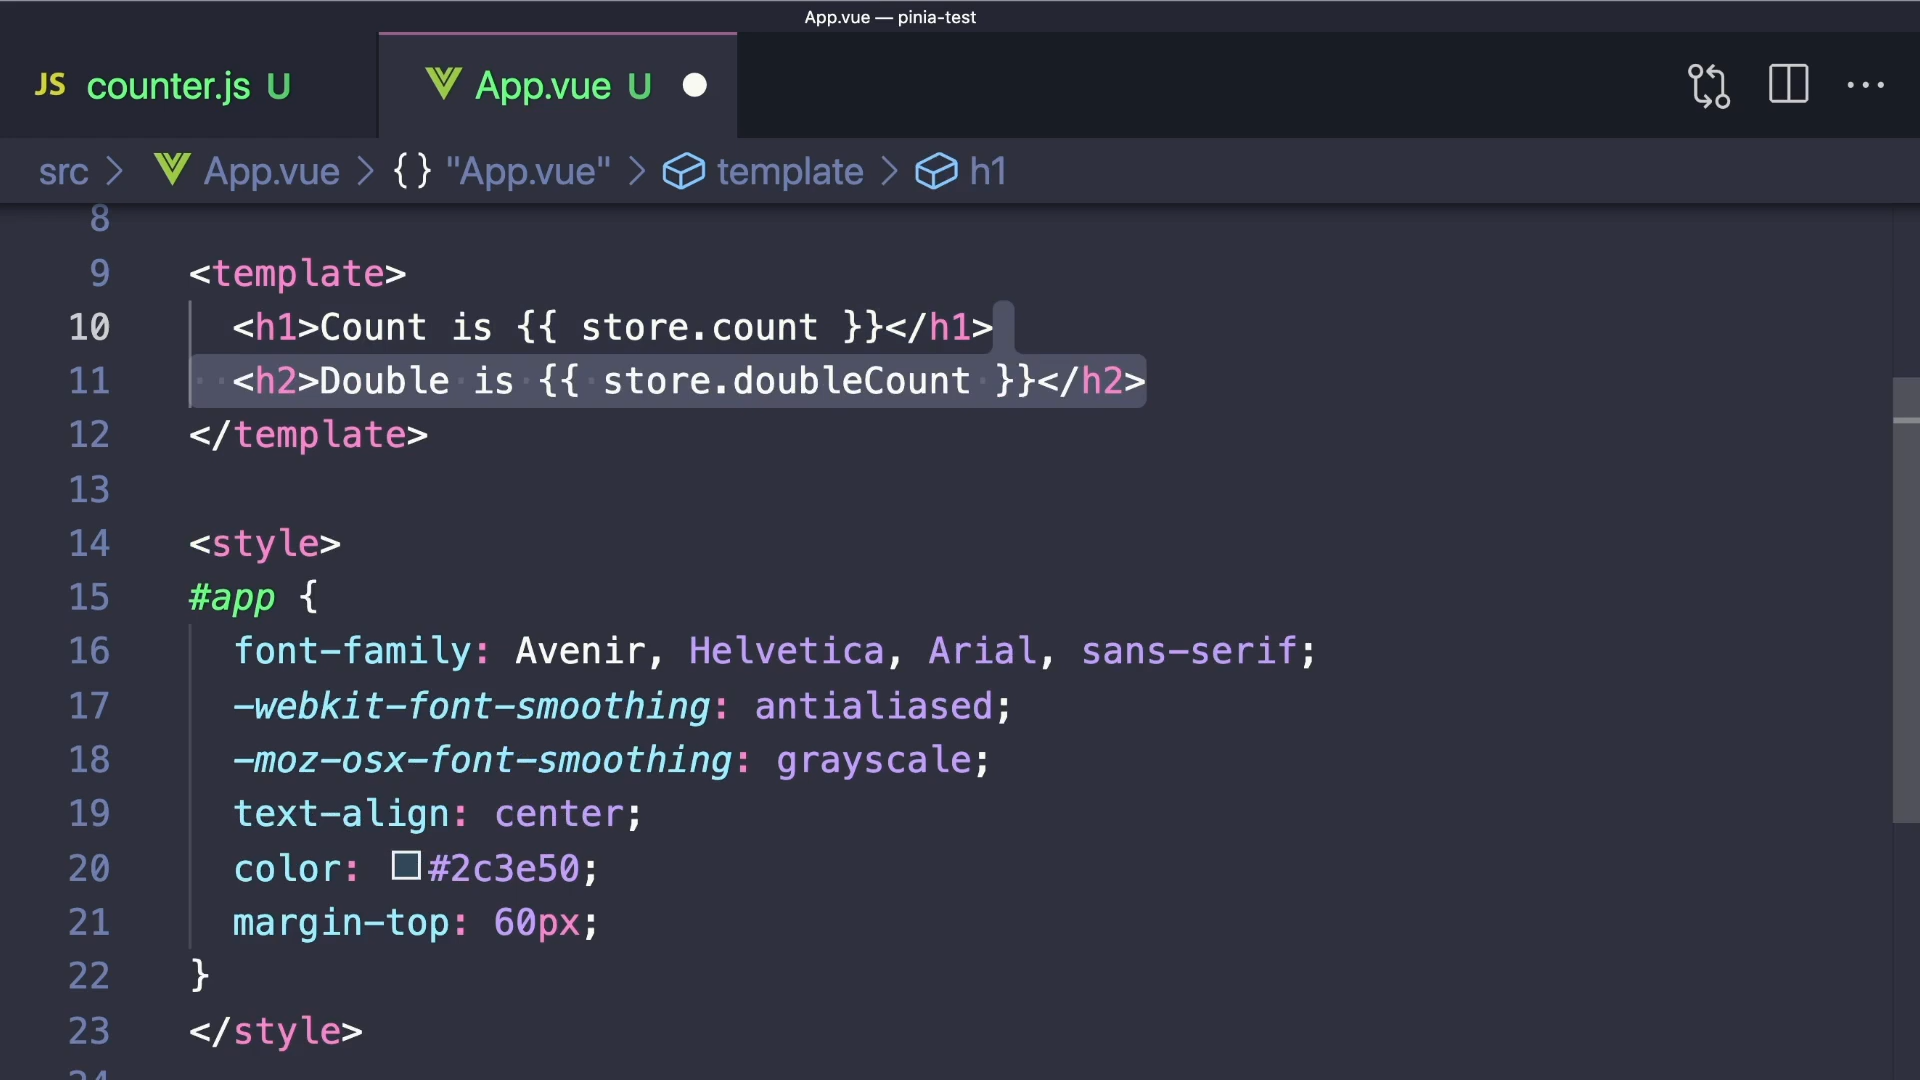 App.vue — pinia-test
JS counter.js U
App.vue U
src > App.vue > {} "App.vue" > template > h1
8
9 <template>
10 <h1>Count is {{ store.count }}</h1>
11 <h2>Double is {{ store.doubleCount }}</h2>
12 </template>
13
14 <style>
15 #app {
16 font-family: Avenir, Helvetica, Arial, sans-serif;
17 -webkit-font-smoothing: antialiased;
18 -moz-osx-font-smoothing: grayscale;
19 text-align: center;
20 color: #2c3e50;
21 margin-top: 60px;
22 }
23 </style>
24